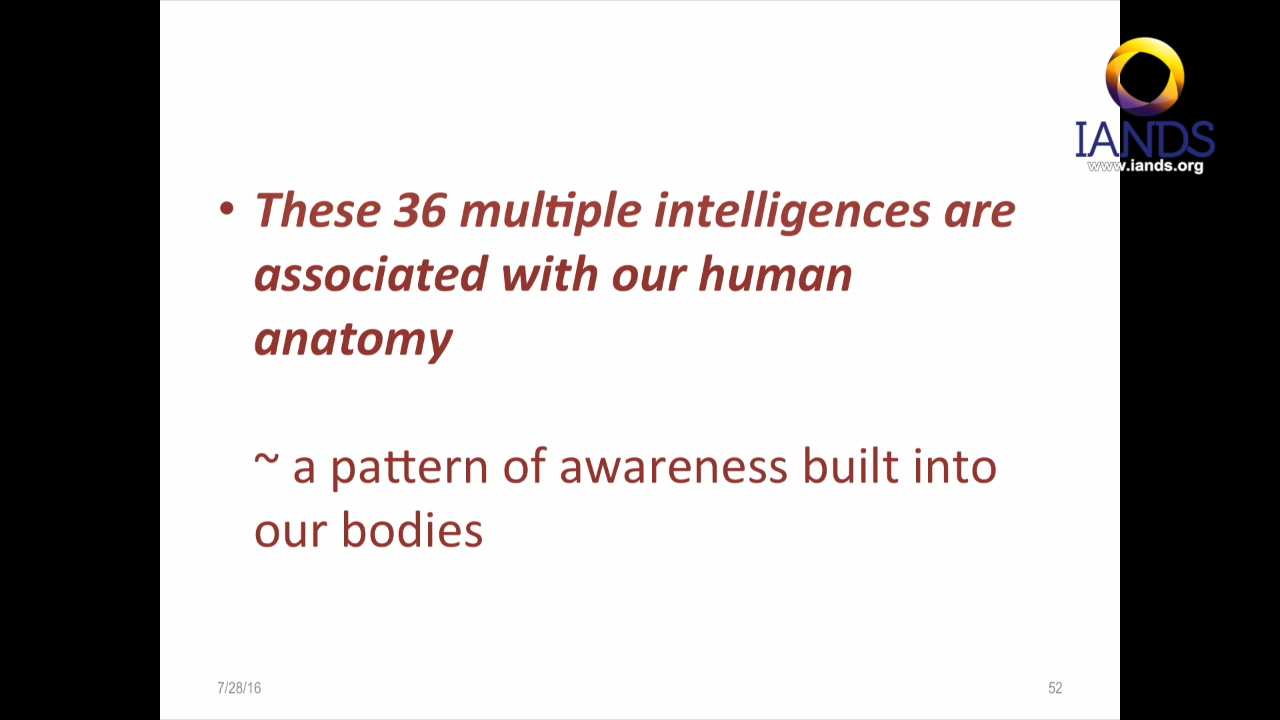 IANDS
www.iands.org
• These 36 multiple intelligences are
associated with our human
anatomy
~ a pattern of awareness built into
our bodies
7/28/16
52